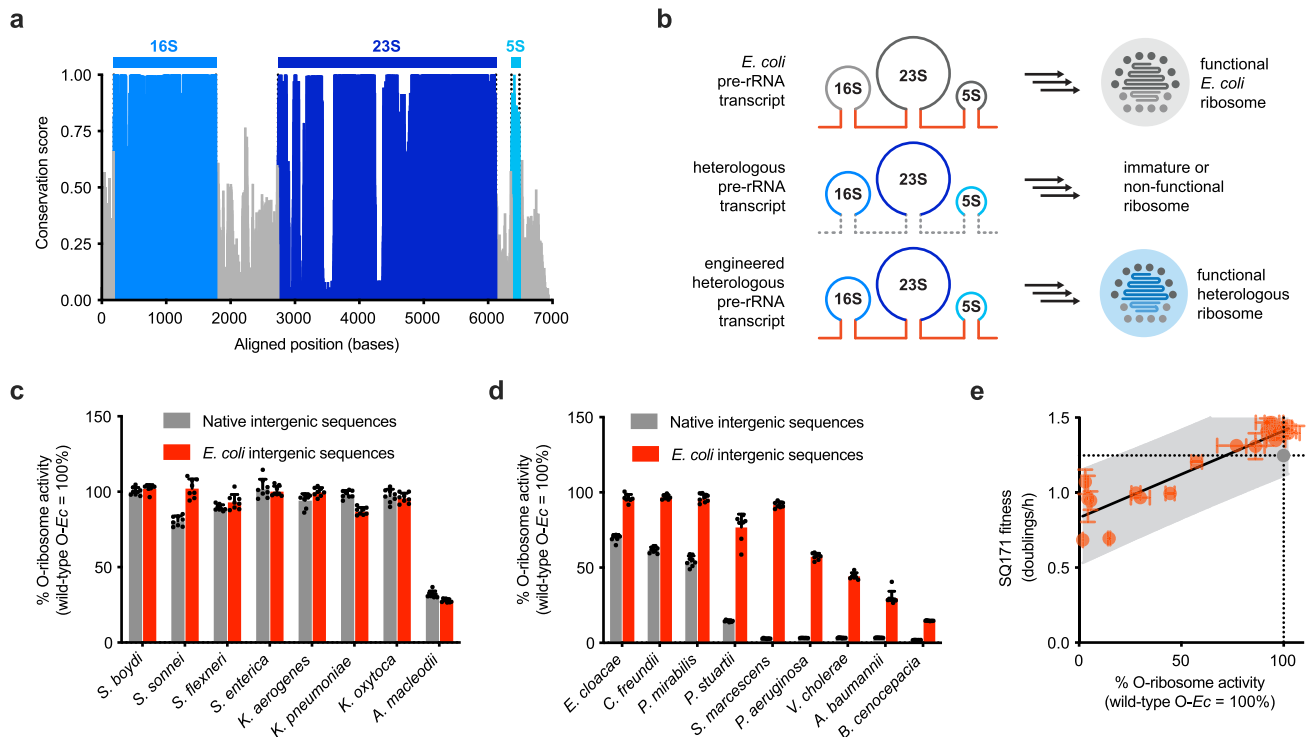 a
16S
23S
5S
1.00
0.75
0.50
0.25
0.00
Conservation score
0
1000
2000
3000
4000
5000
6000
7000
Aligned position (bases)
b
E. coli
pre-rRNA
transcript
16S
23S
5S
functional
E. coli
ribosome
heterologous
pre-rRNA
transcript
16S
23S
5S
immature or
non-functional
ribosome
engineered
heterologous
pre-rRNA
transcript
16S
23S
5S
functional
heterologous
ribosome
c
Native intergenic sequences
E. coli intergenic sequences
150
100
50
0
% O-ribosome activity
(wild-type O-Ec = 100%)
S. boydi
S. sonnei
S. flexneri
S. enterica
K. aerogenes
K. pneumoniae
K. oxytoca
A. macleodii
d
Native intergenic sequences
E. coli intergenic sequences
150
100
50
0
% O-ribosome activity
(wild-type O-Ec = 100%)
E. cloacae
C. freundii
P. mirabilis
P. stuartii
S. marcescens
P. aeruginosa
V. cholerae
A. baumannii
B. cenocepacia
e
1.5
1.0
0.5
0.0
SQ171 fitness
(doublings/h)
0
50
100
% O-ribosome activity
(wild-type O-Ec = 100%)